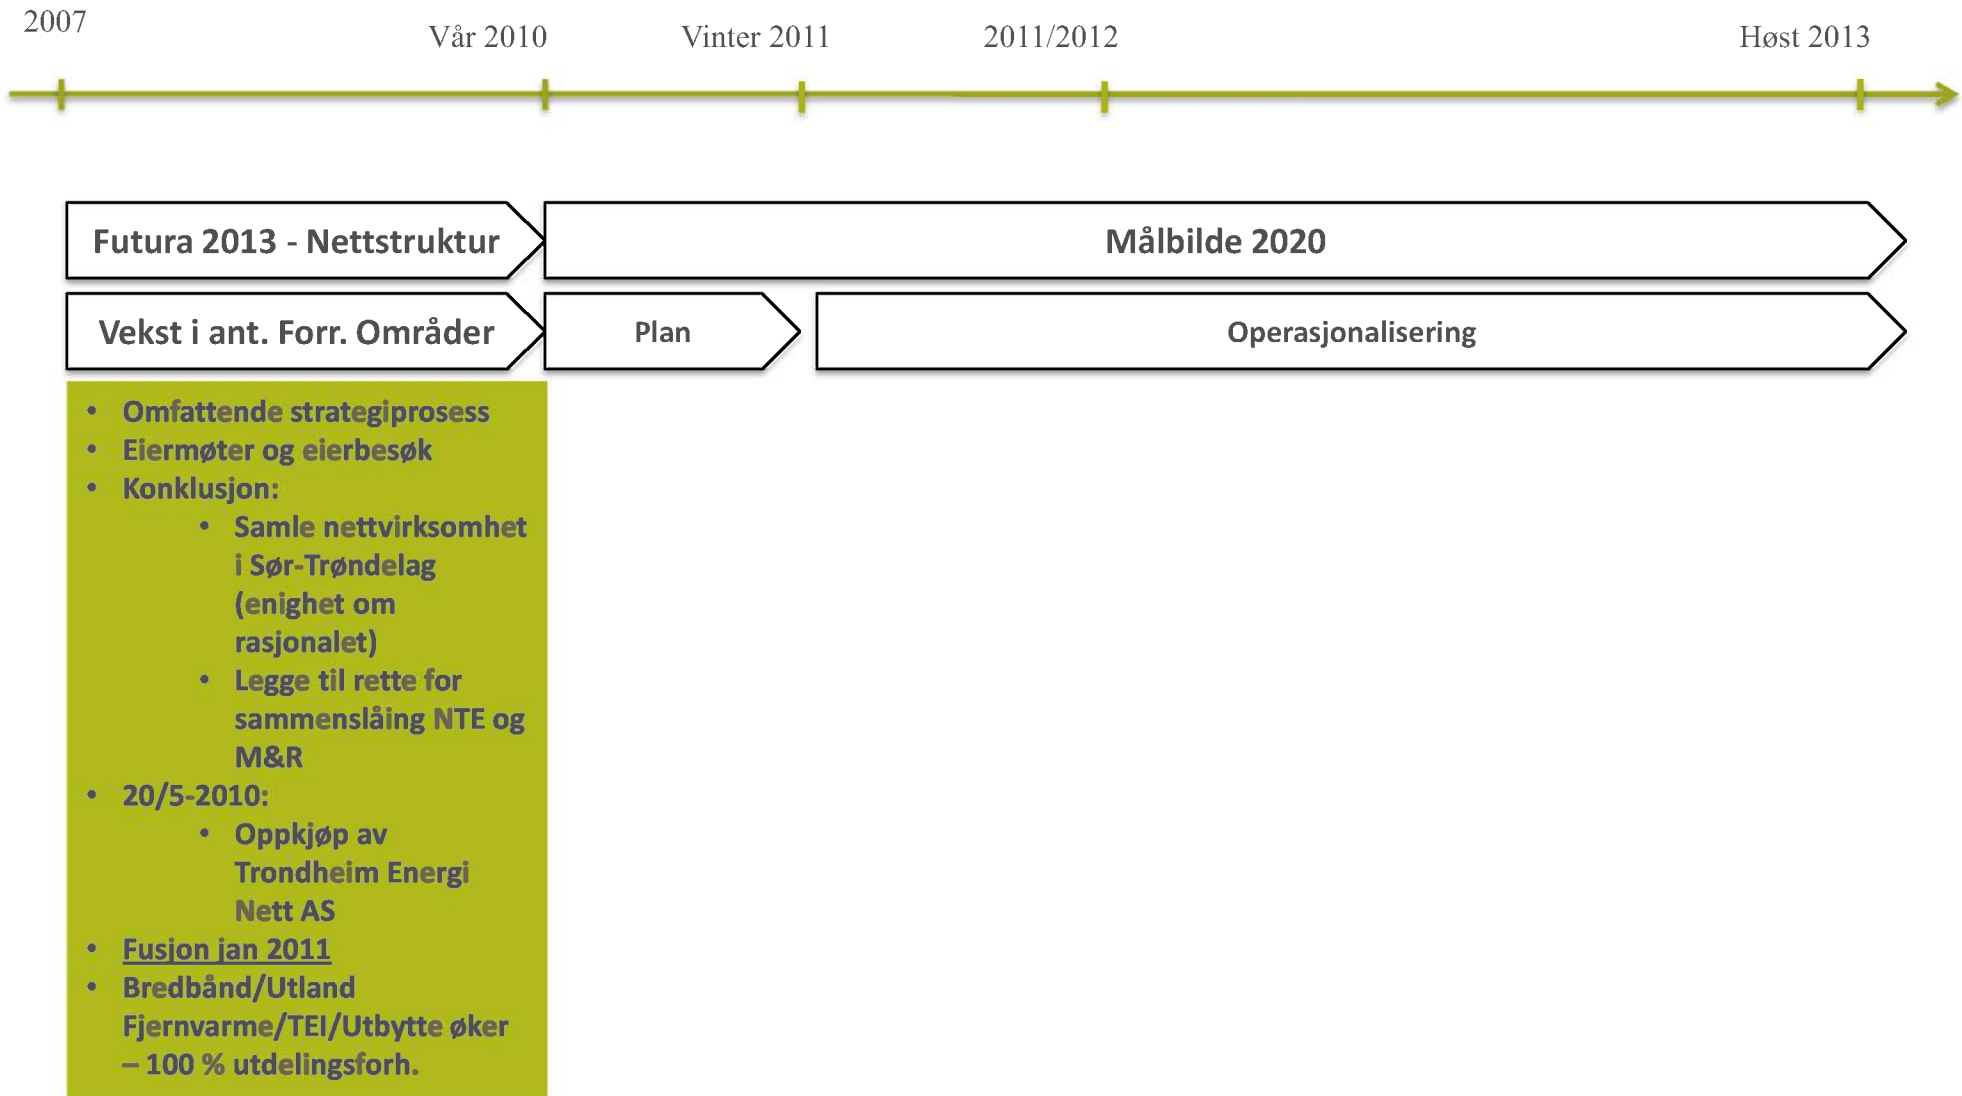 2007
Vår 2010
Vinter 2011
2011/2012
Høst 2013
Futura 2013 - Nettstruktur
Målbilde 2020
Vekst i ant. Forr. Områder
Plan
Operasjonalisering
• Omfattende strategiprosess
• Eiermøter og eierbesøk
• Konklusjon:
• Samle nettvirksomhet
i Sør-Trøndelag
(enighet om
rasjonalet)
• Legge til rette for
sammenslåing NTE og
M&R
• 20/5-2010:
• Oppkjøp av
Trondheim Energi
Nett AS
• Fusjon jan 2011
• Bredbånd/Utland
Fjernvarme/TEI/Utbytte øker
– 100 % utdelingsforh.